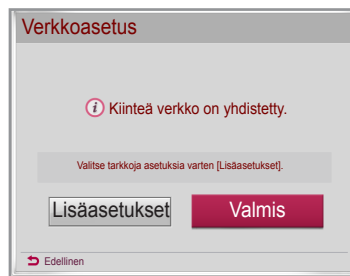 Verkkoasetus
Kiinteä verkko on yhdistetty.
Valitse tarkkoja asetuksia varten [Lisäasetukset].
Lisäasetukset
Valmis
Edellinen